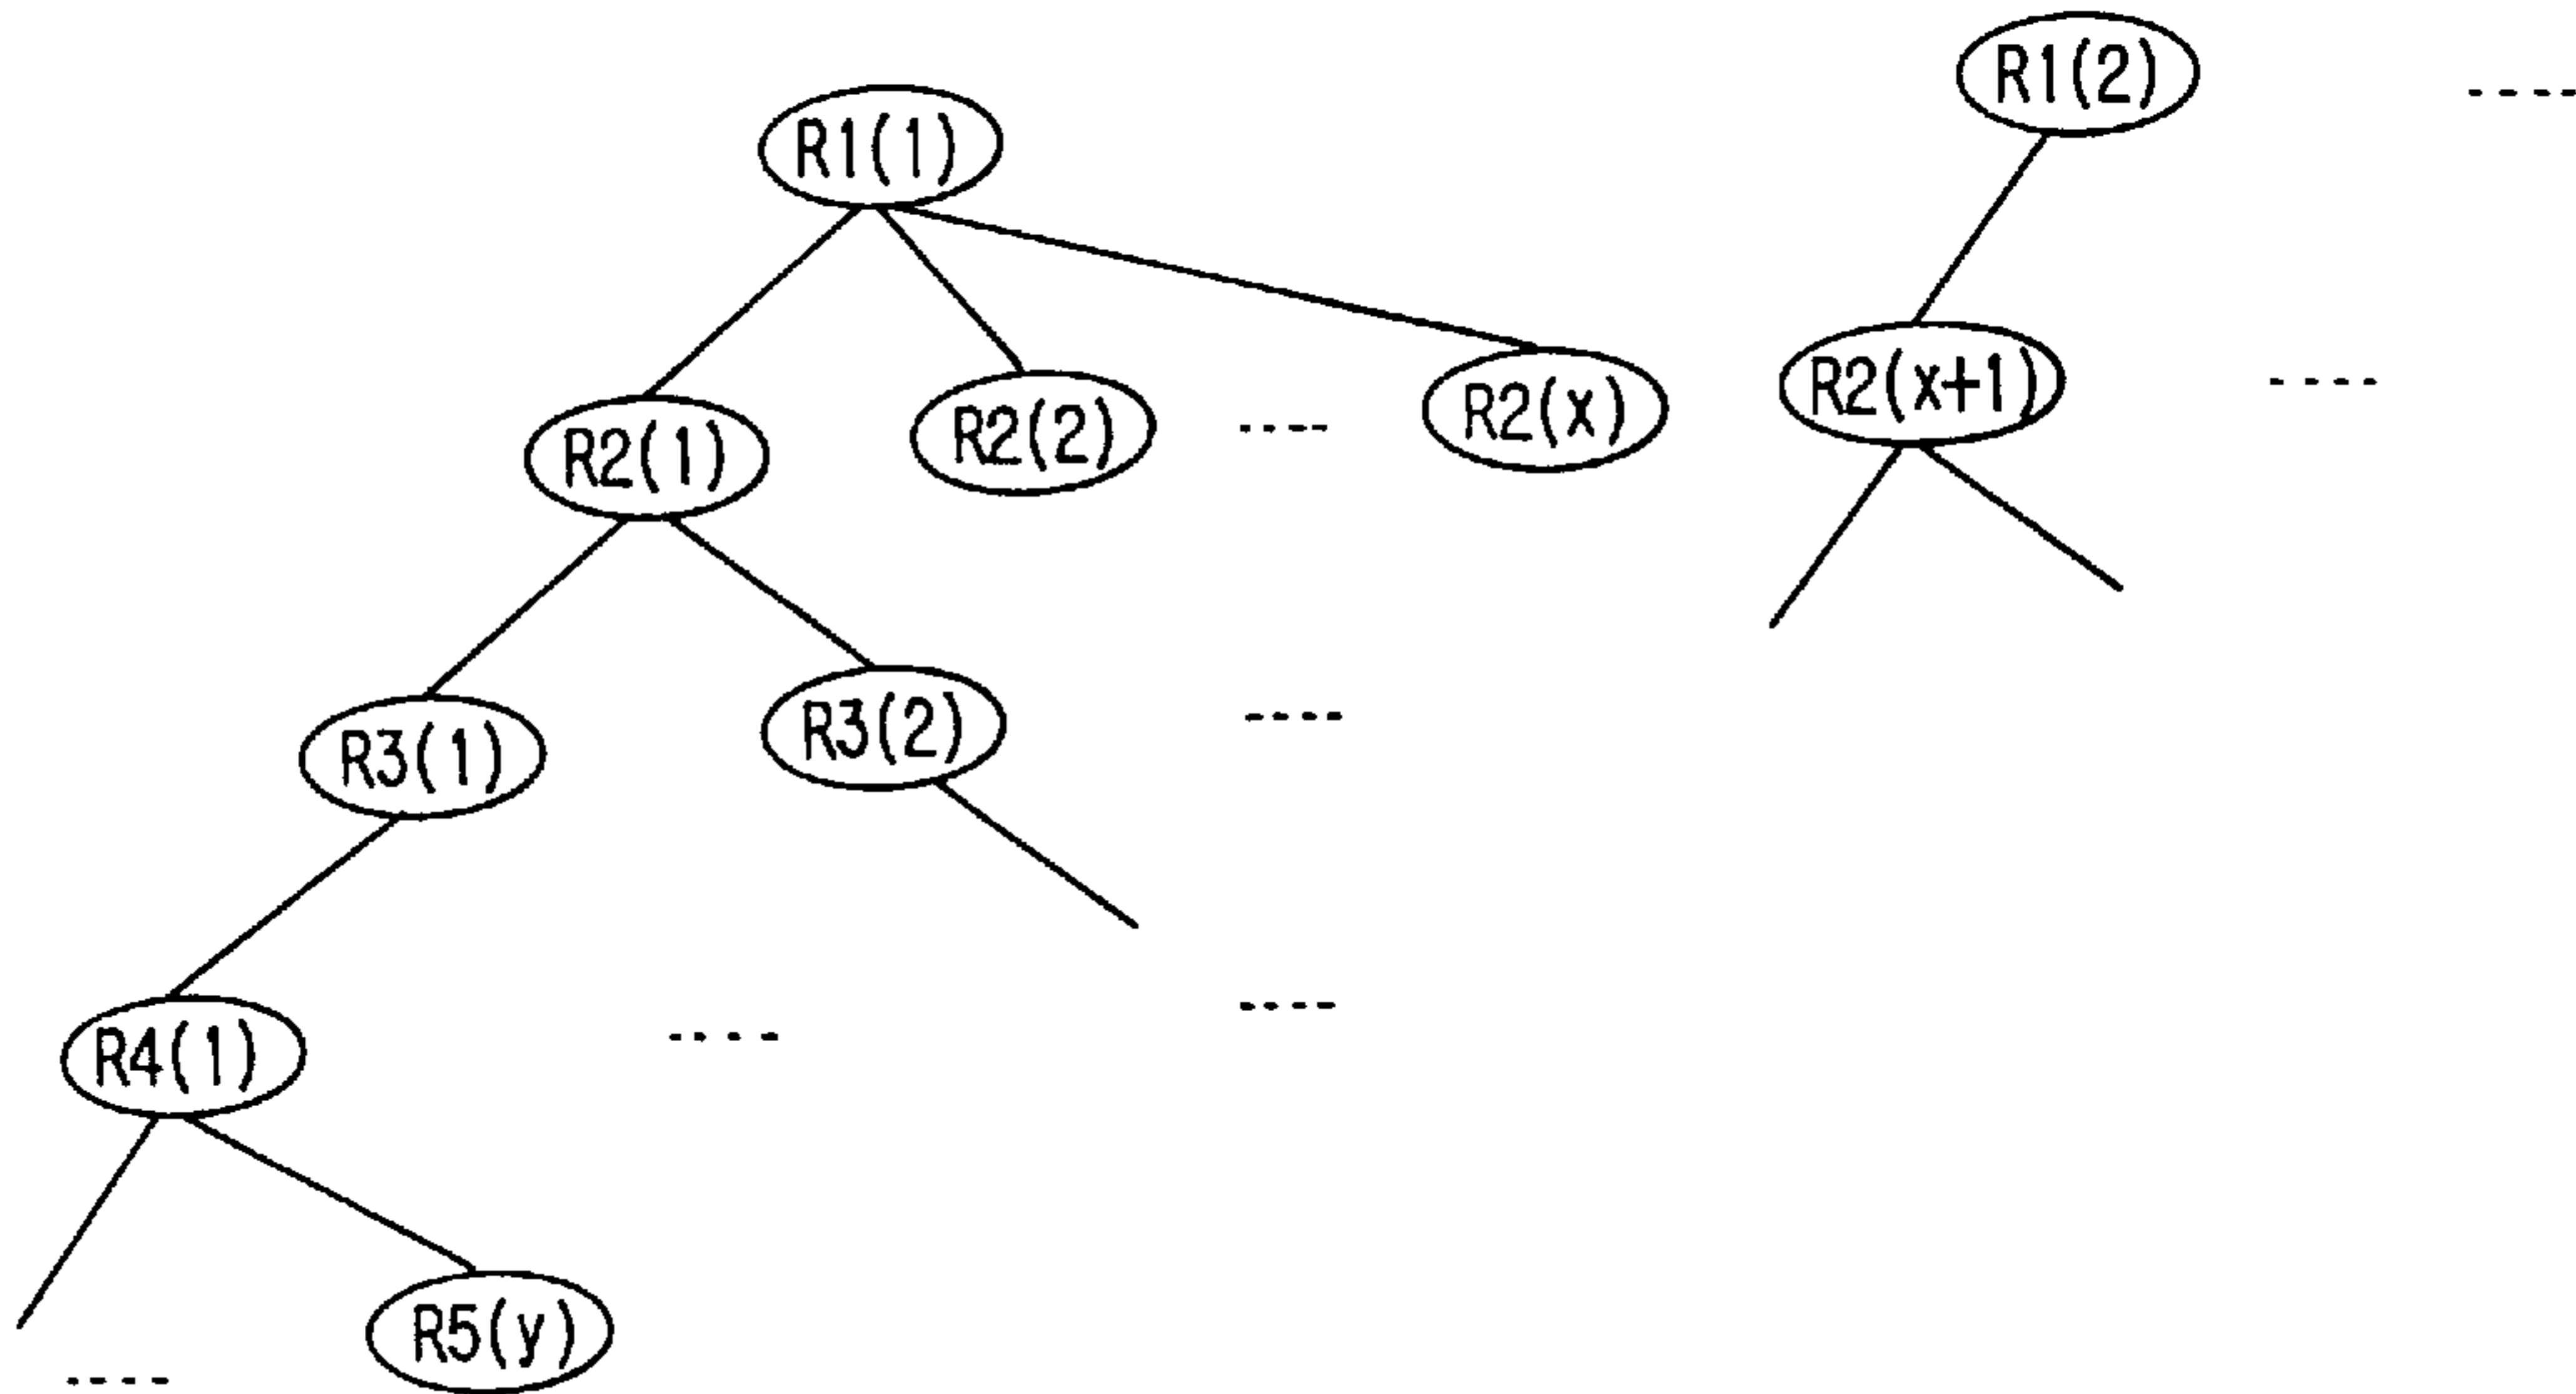 R1(1)
R1(2)
R2(1)
R2(2)
R2(x)
R2(x+1)
R3(1)
R3(2)
R4(1)
R5(y)